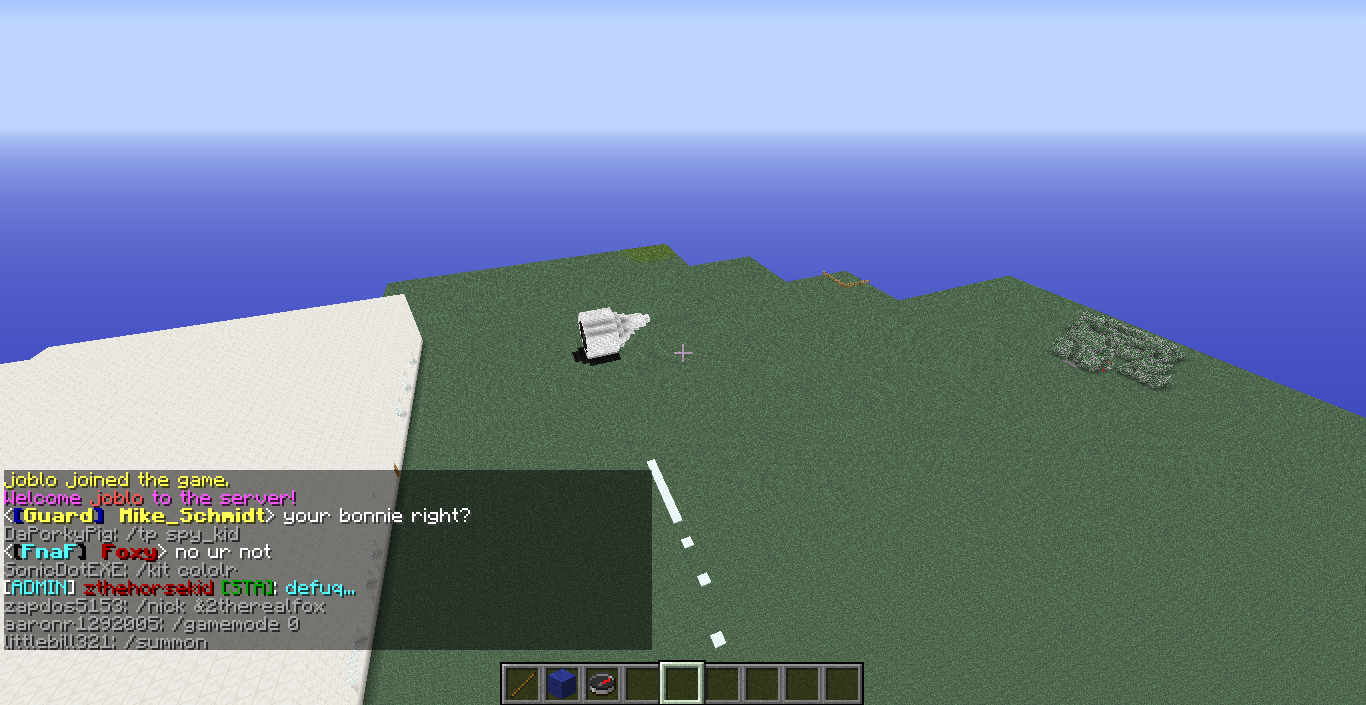 joblo joined the game.
Welcome joblo to the server!
<[Guard] Mike_Schmidt> your bonnie right?
DaPorkyPig: /tp spy_kid
<[FnaF] Foxy> no ur not
SonicDotEXE: /kit cololr
[ADMIN] zthehorsekid [STA]: defuq...
zapdos5153: /nick &2therealfox
aaronr1292005: /gamemode 0
littlebill321: /summon